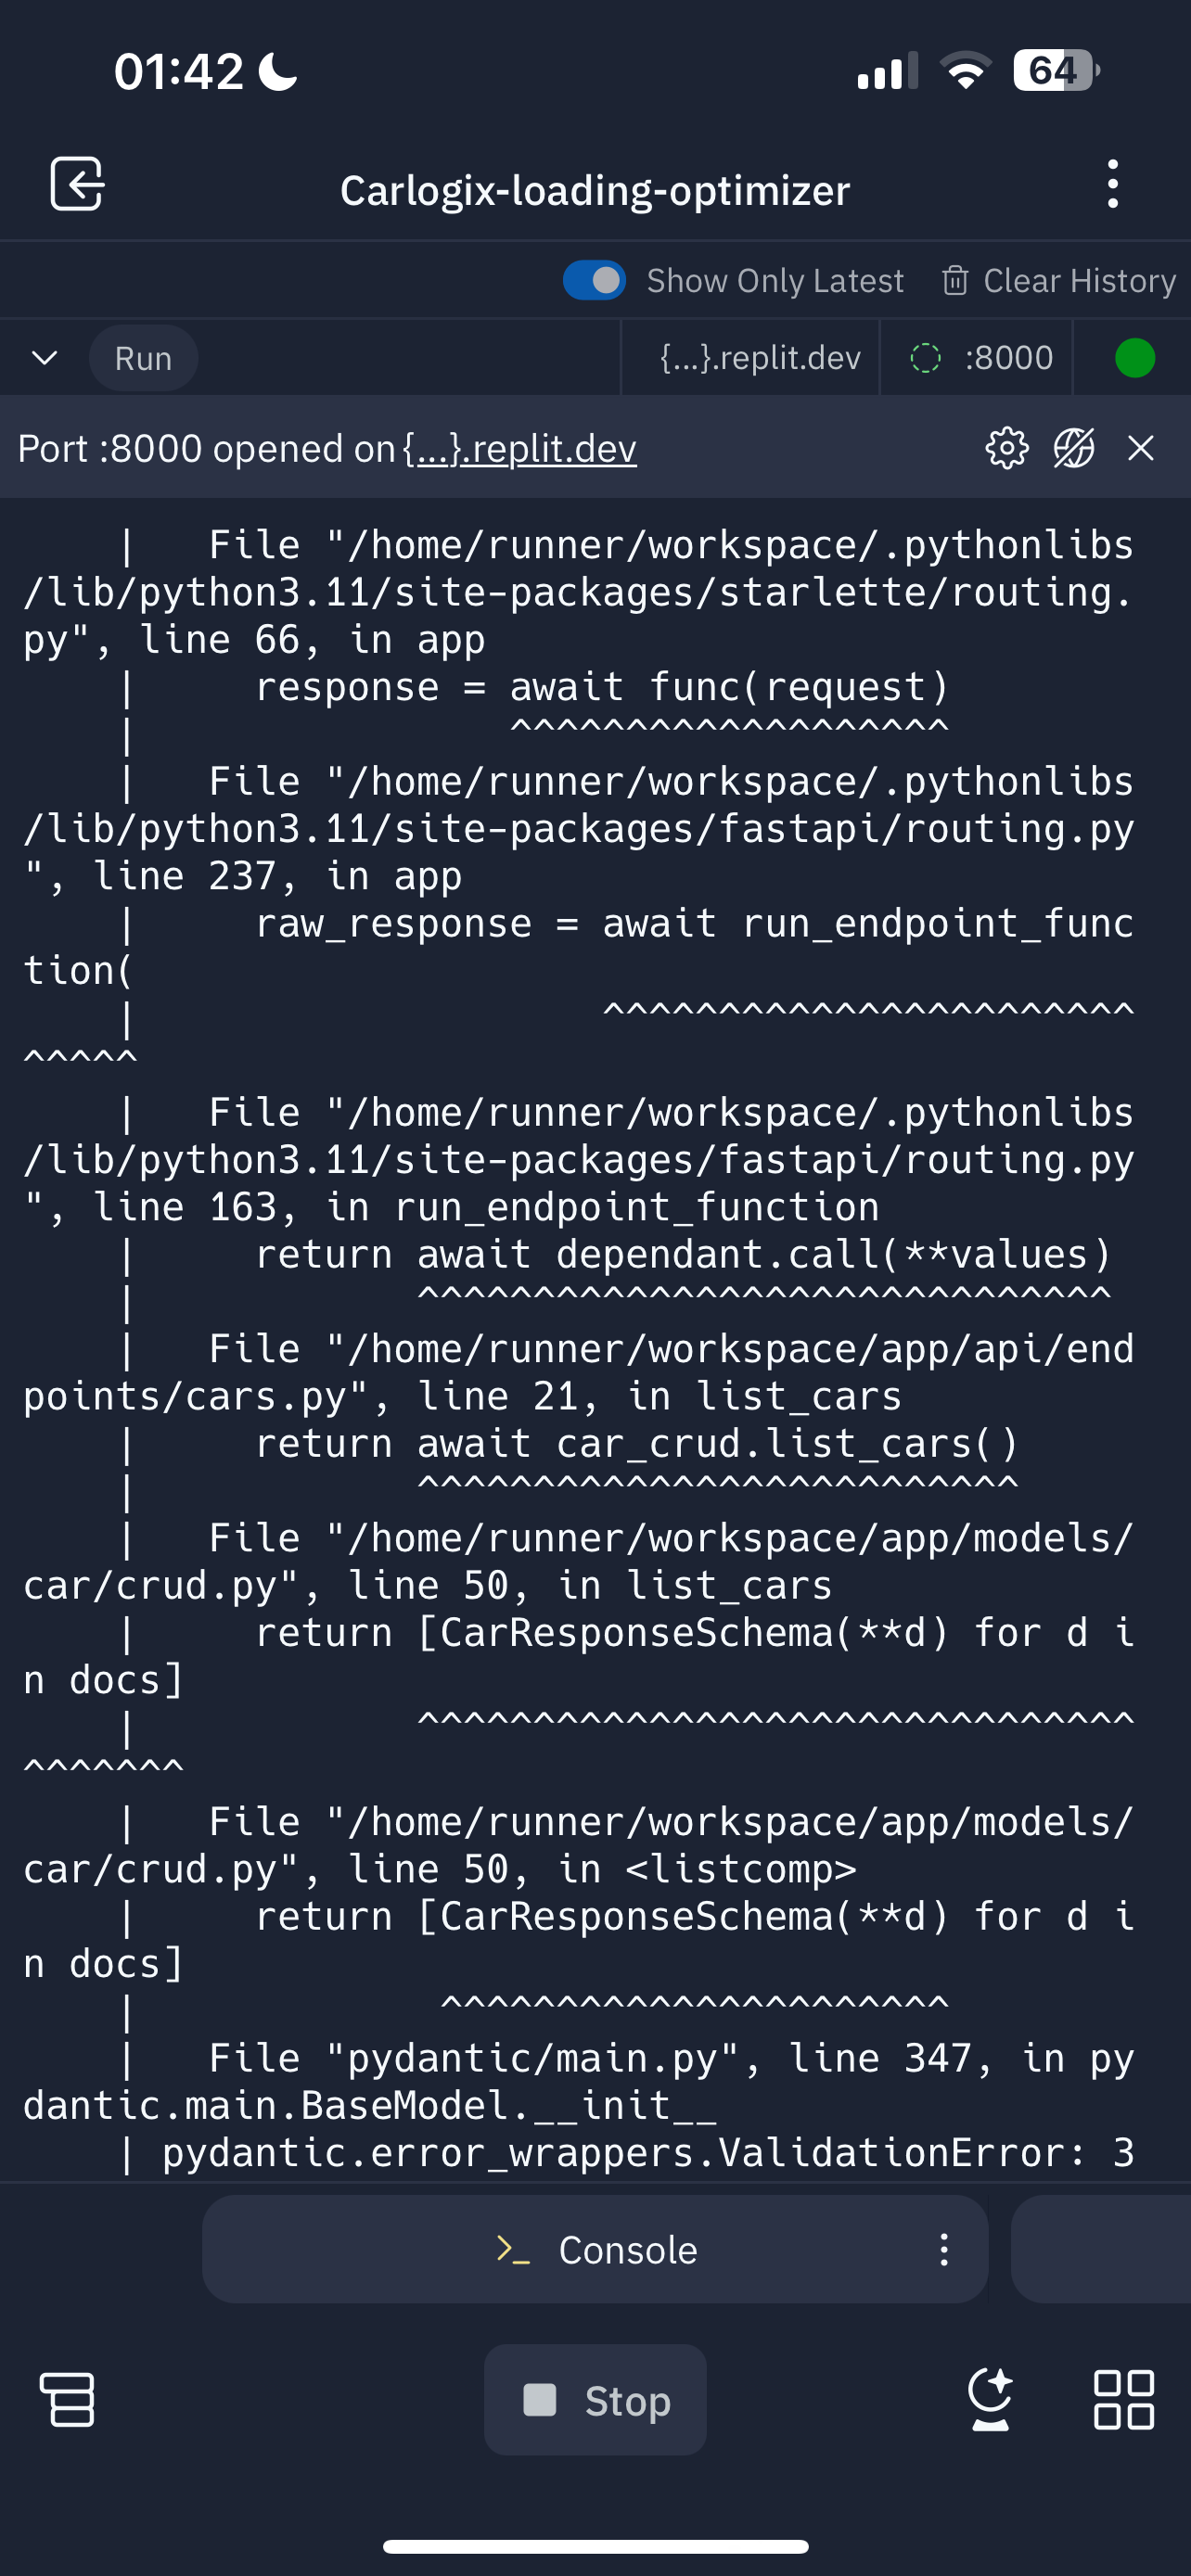 01:42
64
Carlogix-loading-optimizer
Show Only Latest Clear History
Run {...}.replit.dev :8000
Port :8000 opened on {...}.replit.dev
    |   File "/home/runner/workspace/.pythonlibs
/lib/python3.11/site-packages/starlette/routing.
py", line 66, in app
    |     response = await func(request)
    |                ^^^^^^^^^^^^^^^^^^^
    |   File "/home/runner/workspace/.pythonlibs
/lib/python3.11/site-packages/fastapi/routing.py
", line 237, in app
    |     raw_response = await run_endpoint_func
tion(
    |                    ^^^^^^^^^^^^^^^^^^^^^^^
^^^^^
    |   File "/home/runner/workspace/.pythonlibs
/lib/python3.11/site-packages/fastapi/routing.py
", line 163, in run_endpoint_function
    |     return await dependant.call(**values)
    |            ^^^^^^^^^^^^^^^^^^^^^^^^^^^^^^
    |   File "/home/runner/workspace/app/api/end
points/cars.py", line 21, in list_cars
    |     return await car_crud.list_cars()
    |            ^^^^^^^^^^^^^^^^^^^^^^^^^^
    |   File "/home/runner/workspace/app/models/
car/crud.py", line 50, in list_cars
    |     return [CarResponseSchema(**d) for d i
n docs]
    |            ^^^^^^^^^^^^^^^^^^^^^^^^^^^^^^^
^^^^^^^
    |   File "/home/runner/workspace/app/models/
car/crud.py", line 50, in <listcomp>
    |     return [CarResponseSchema(**d) for d i
n docs]
    |             ^^^^^^^^^^^^^^^^^^^^^^
    |   File "pydantic/main.py", line 347, in py
dantic.main.BaseModel.__init__
    | pydantic.error_wrappers.ValidationError: 3
>_ Console
Stop